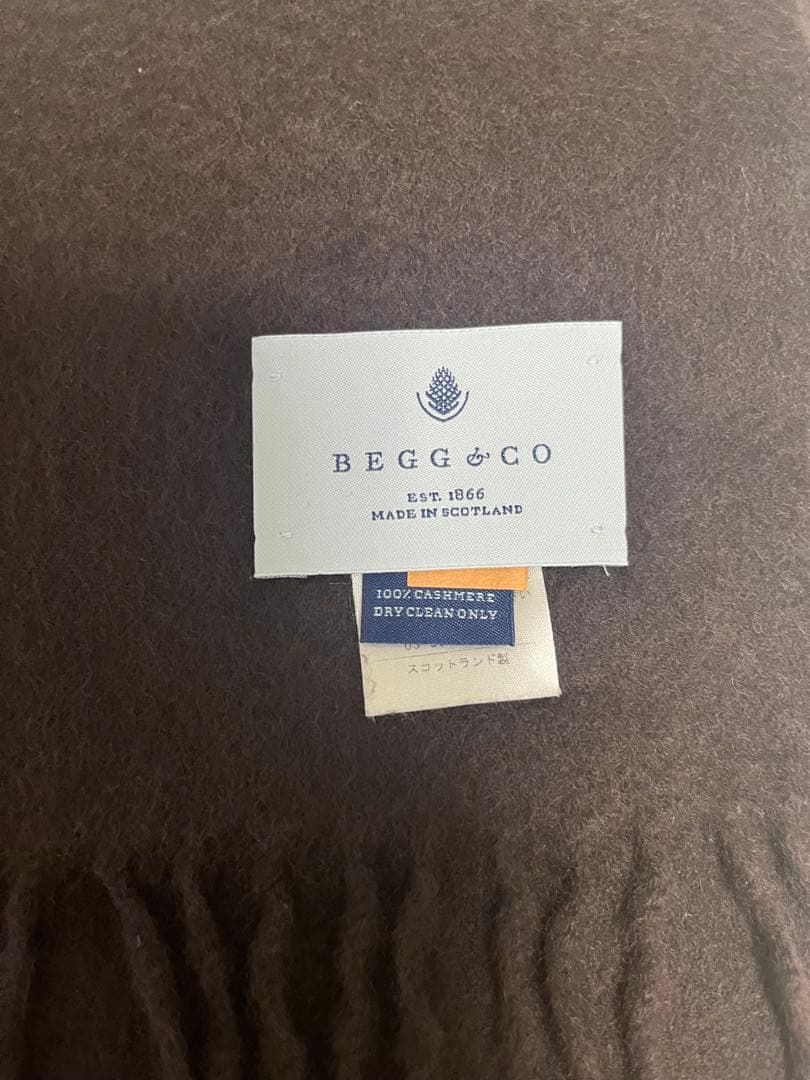 BEGG & CO
EST. 1866
MADE IN SCOTLAND
100% CASHMERE
DRY CLEAN ONLY
スコットランド製